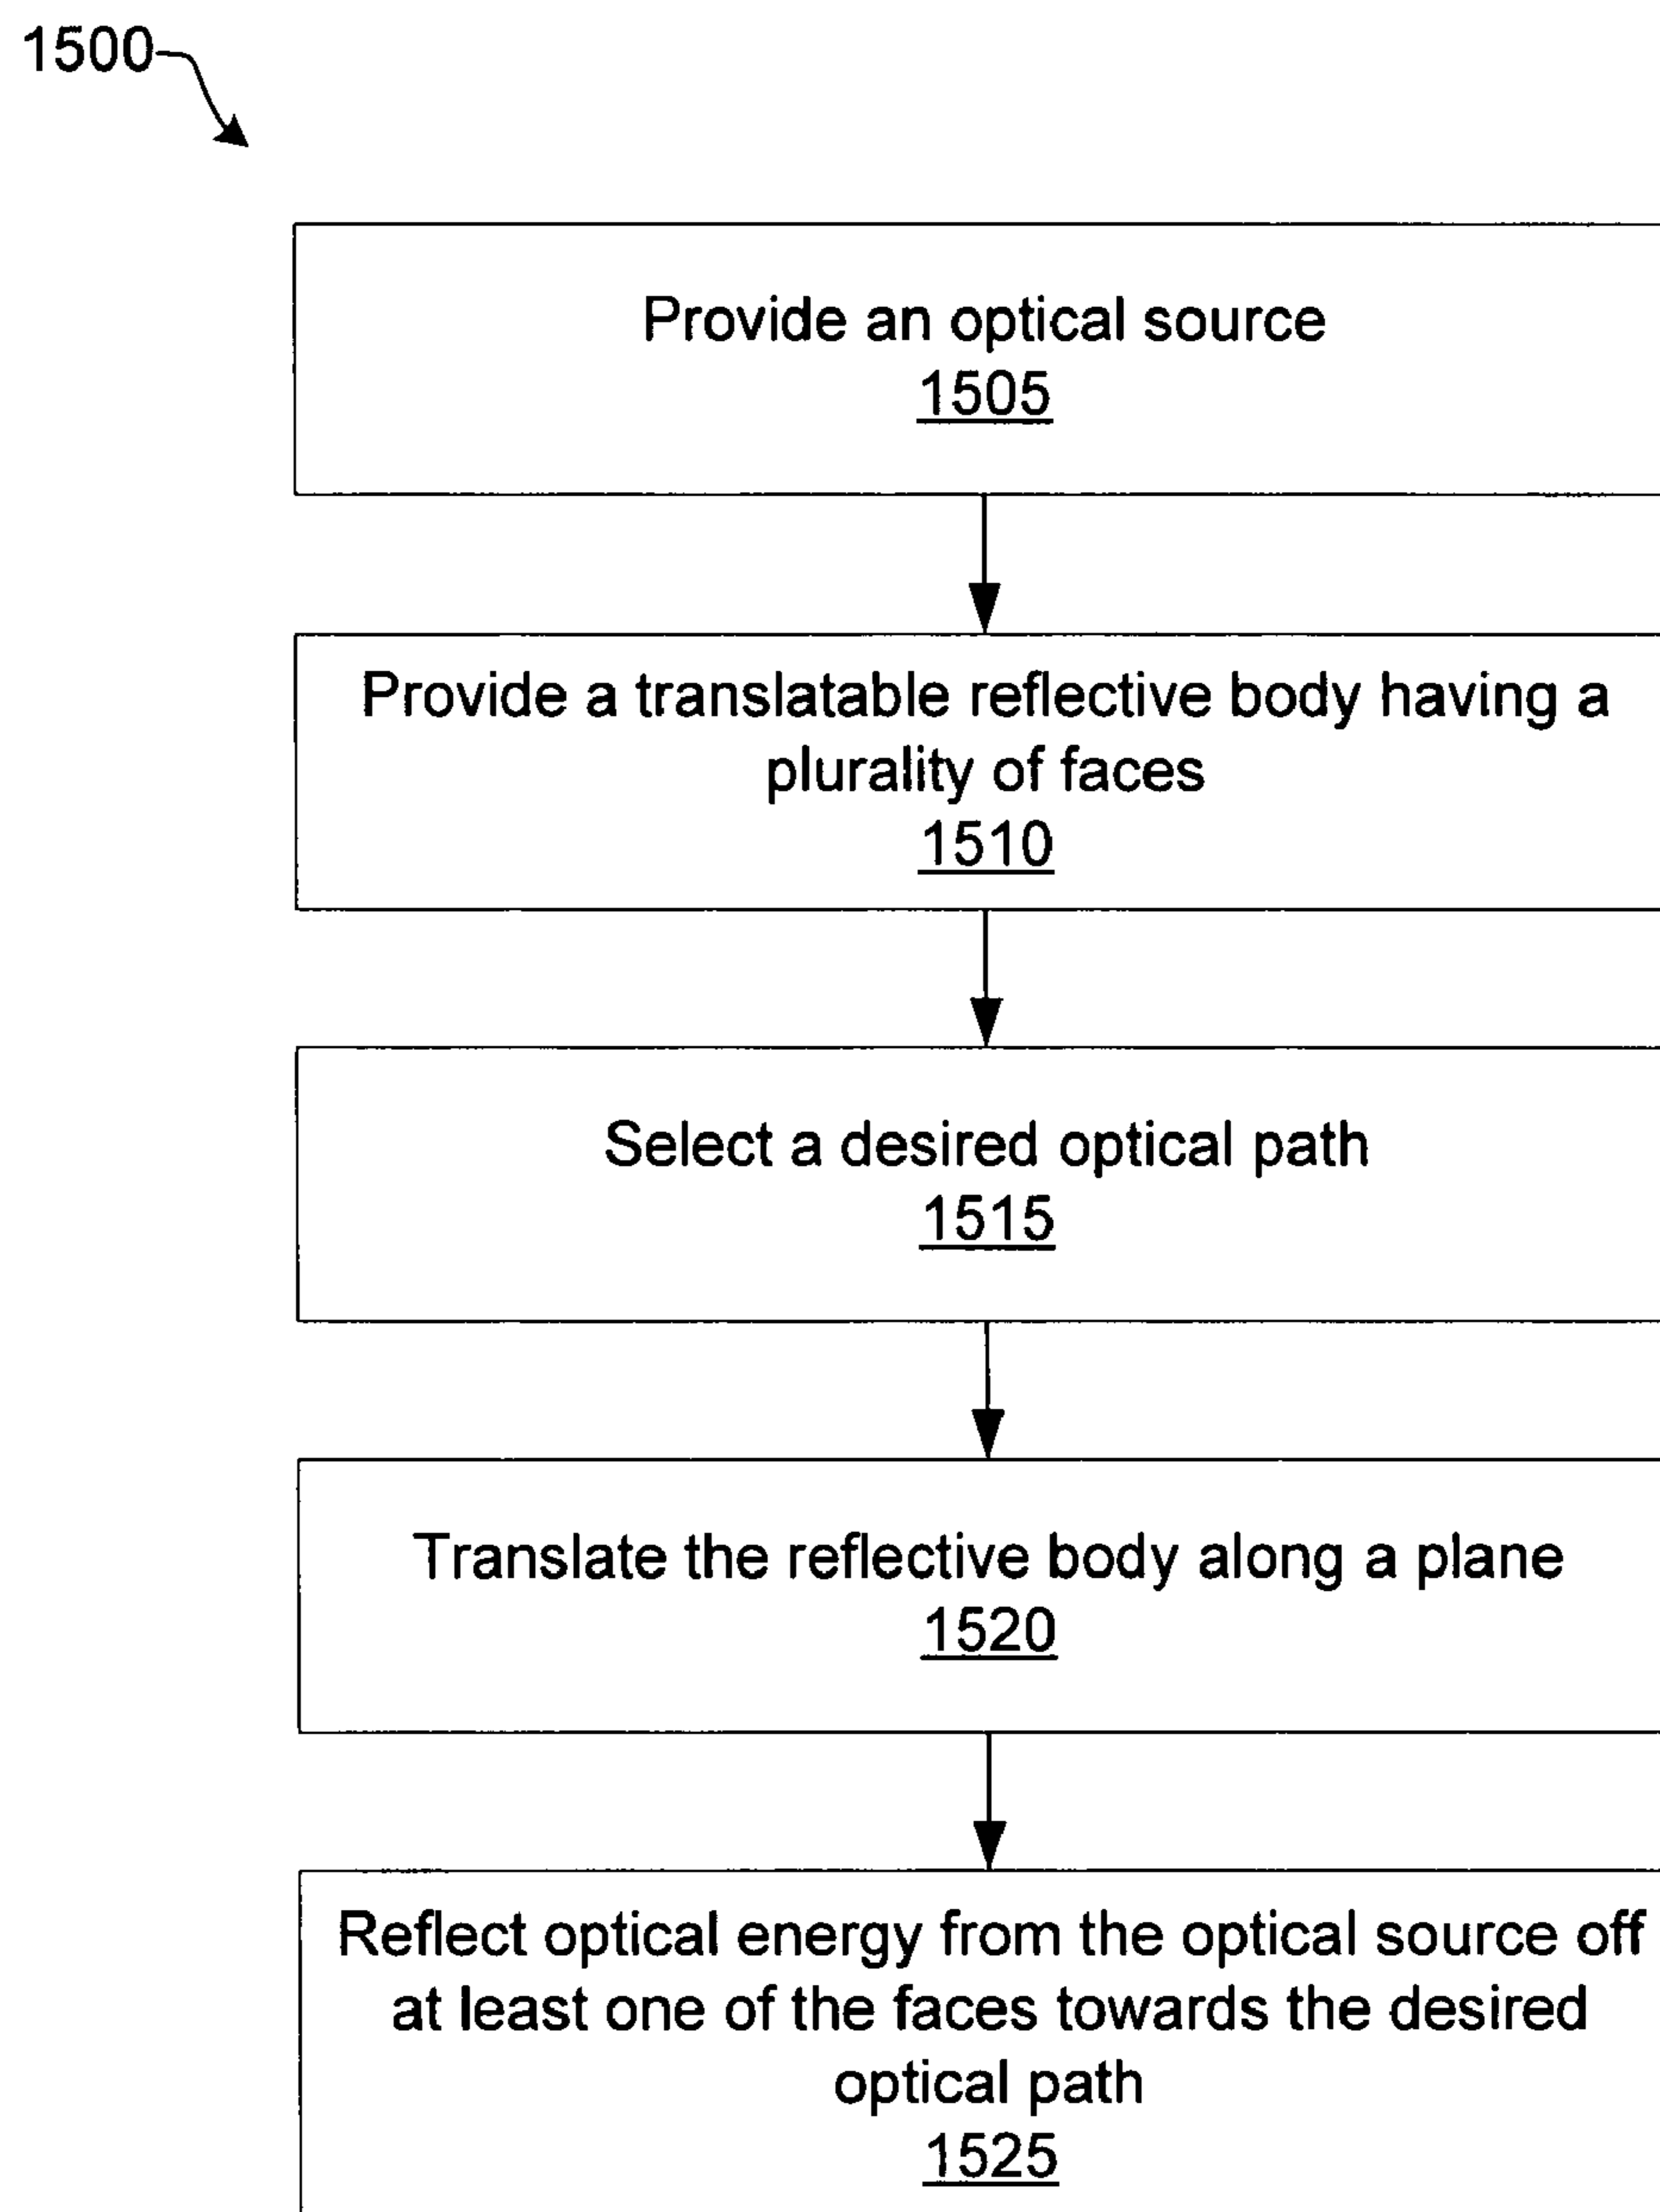 1500
Provide an optical source
1505
Provide a translatable reflective body having a
plurality of faces
1510
Select a desired optical path
1515
Translate the reflective body along a plane
1520
Reflect optical energy from the optical source off
at least one of the faces towards the desired
optical path
1525